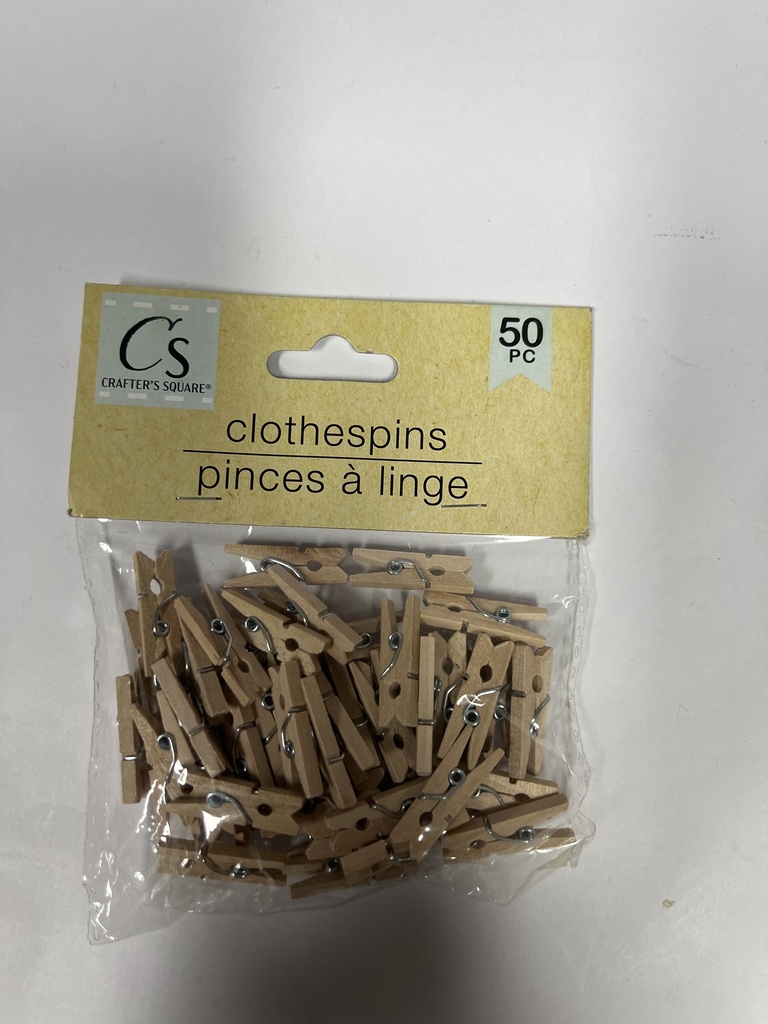 Cs
CRAFTER'S SQUARE®
50
PC
clothespins
pinces à linge